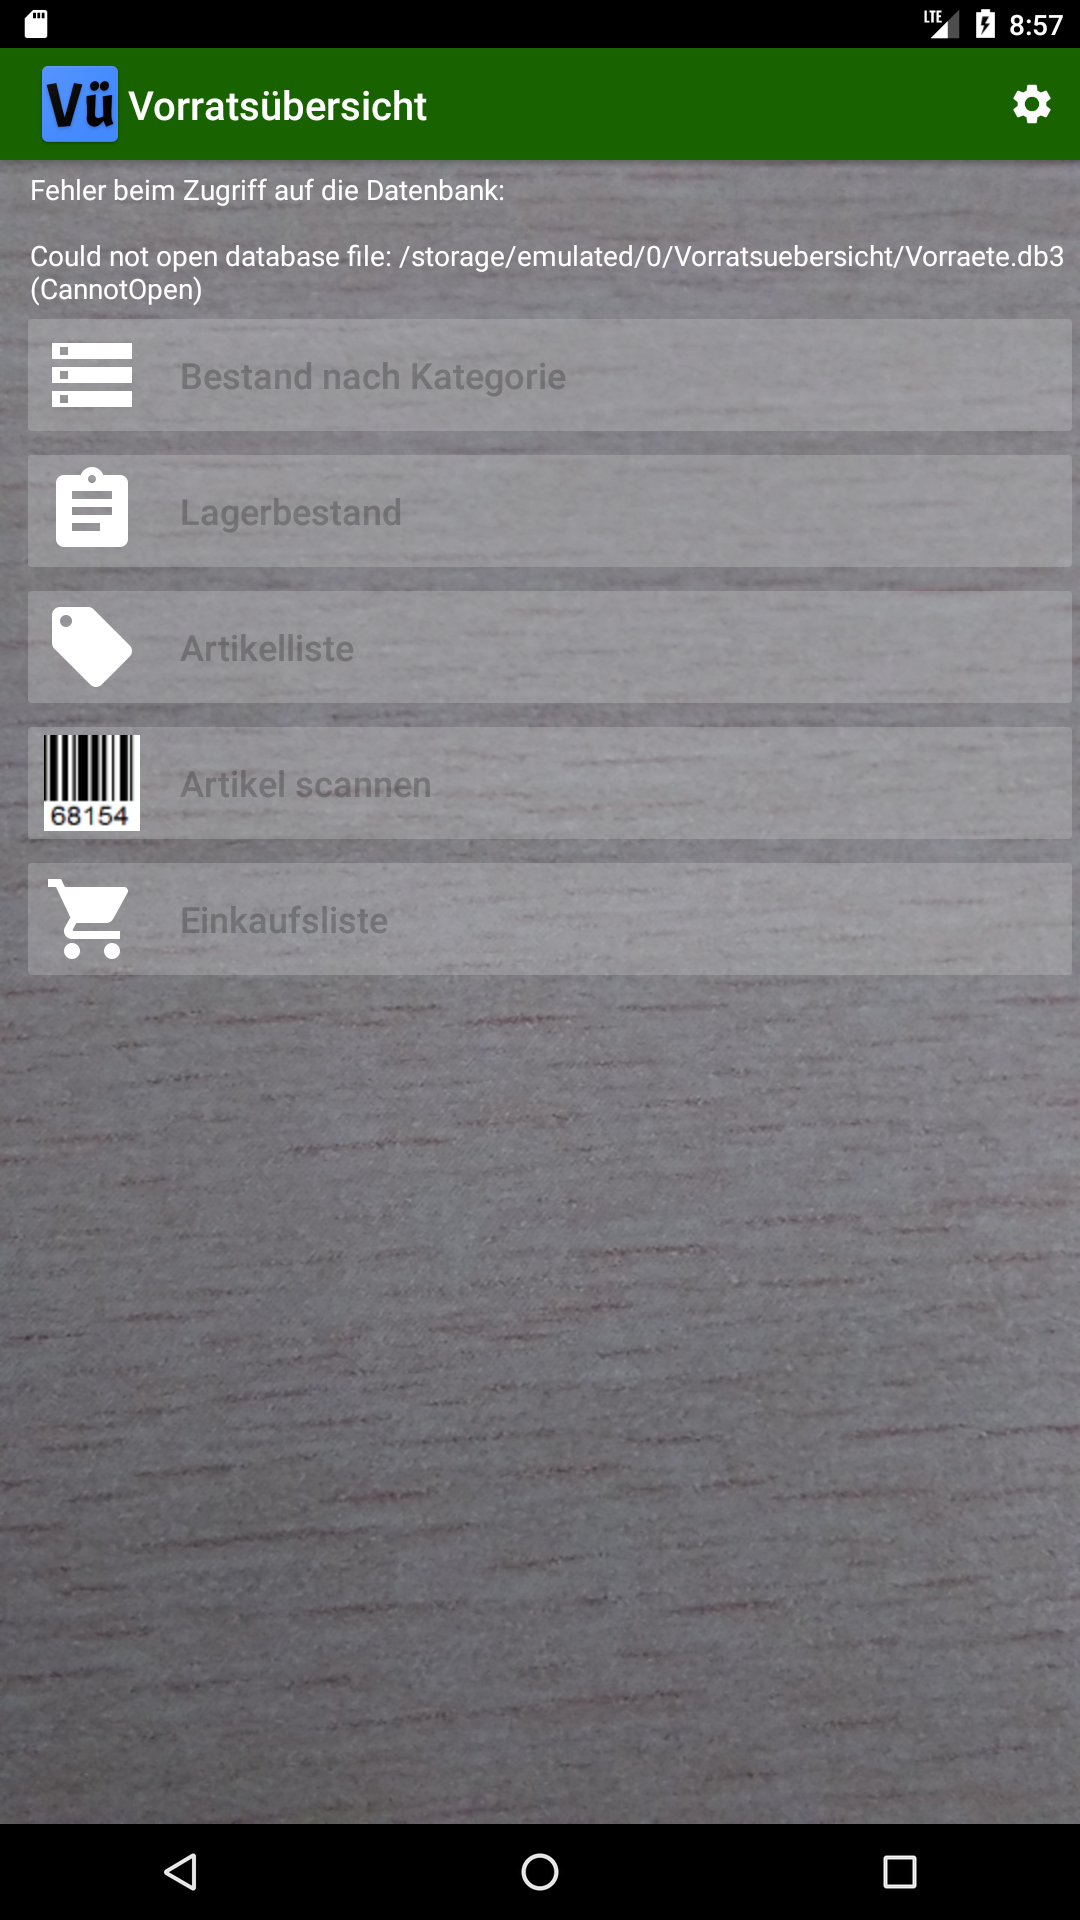 LTE 8:57
Vü Vorratsübersicht
Fehler beim Zugriff auf die Datenbank:
Could not open database file: /storage/emulated/0/Vorratsuebersicht/Vorraete.db3
(CannotOpen)
Bestand nach Kategorie
Lagerbestand
Artikelliste
68154 Artikel scannen
Einkaufsliste